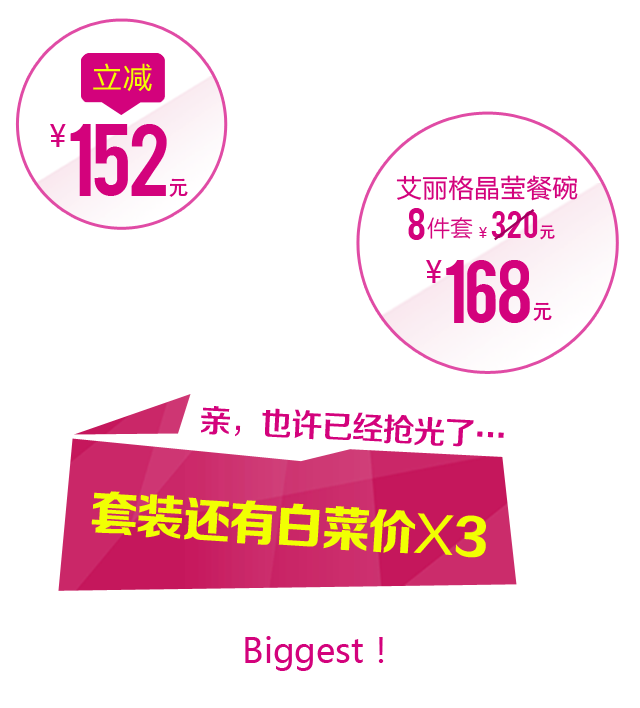 立减
¥152元
艾丽格晶莹餐碗
8件套 ¥320元
¥168元
亲，也许已经抢光了…
套装还有白菜价X3
Biggest！